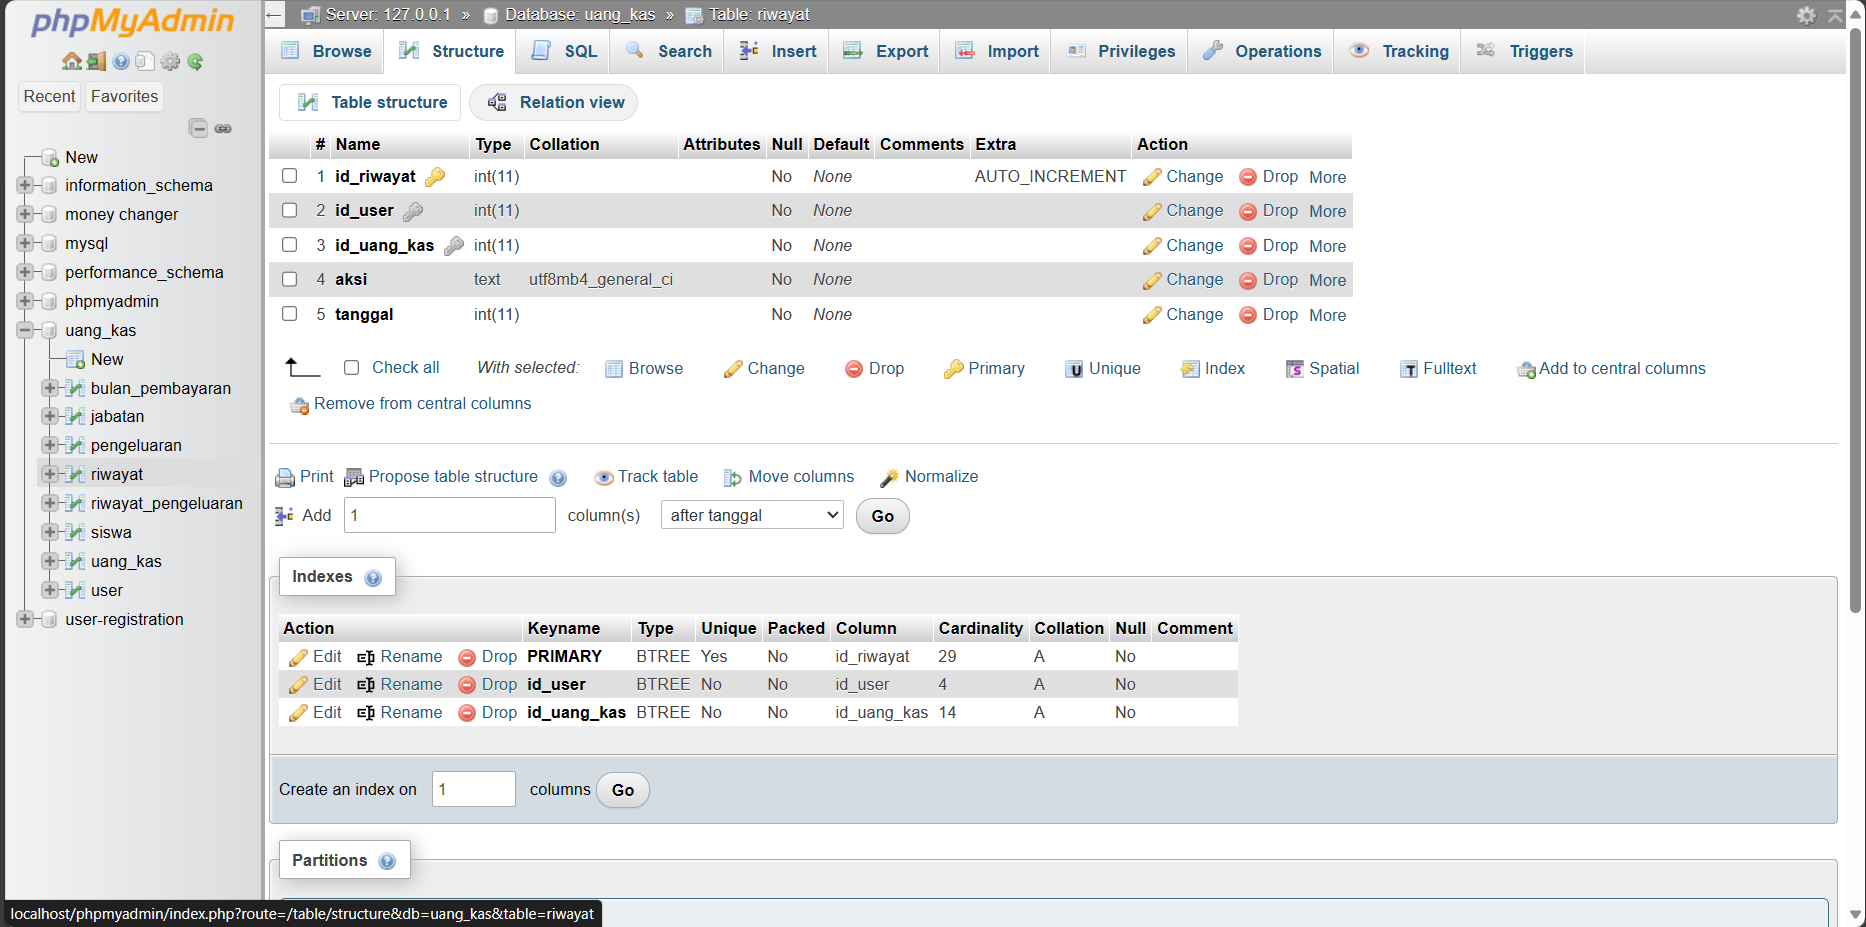 phpMyAdmin
Recent Favorites
New
information_schema
money changer
mysql
performance_schema
phpmyadmin
uang_kas
New
bulan_pembayaran
jabatan
pengeluaran
riwayat
riwayat_pengeluaran
siswa
uang_kas
user
user-registration
Server: 127.0.0.1 » Database: uang_kas » Table: riwayat
Browse Structure SQL Search Insert Export Import Privileges Operations Tracking Triggers
Table structure Relation view
# Name Type Collation Attributes Null Default Comments Extra Action
1 id_riwayat int(11) No None AUTO_INCREMENT Change Drop More
2 id_user int(11) No None Change Drop More
3 id_uang_kas int(11) No None Change Drop More
4 aksi text utf8mb4_general_ci No None Change Drop More
5 tanggal int(11) No None Change Drop More
Check all With selected: Browse Change Drop Primary Unique Index Spatial Fulltext Add to central columns
Remove from central columns
Print Propose table structure Track table Move columns Normalize
Add 1 column(s) after tanggal Go
Indexes
Action Keyname Type Unique Packed Column Cardinality Collation Null Comment
Edit Rename Drop PRIMARY BTREE Yes No id_riwayat 29 A No
Edit Rename Drop id_user BTREE No No id_user 4 A No
Edit Rename Drop id_uang_kas BTREE No No id_uang_kas 14 A No
Create an index on 1 columns Go
Partitions
localhost/phpmyadmin/index.php?route=/table/structure&db=uang_kas&table=riwayat